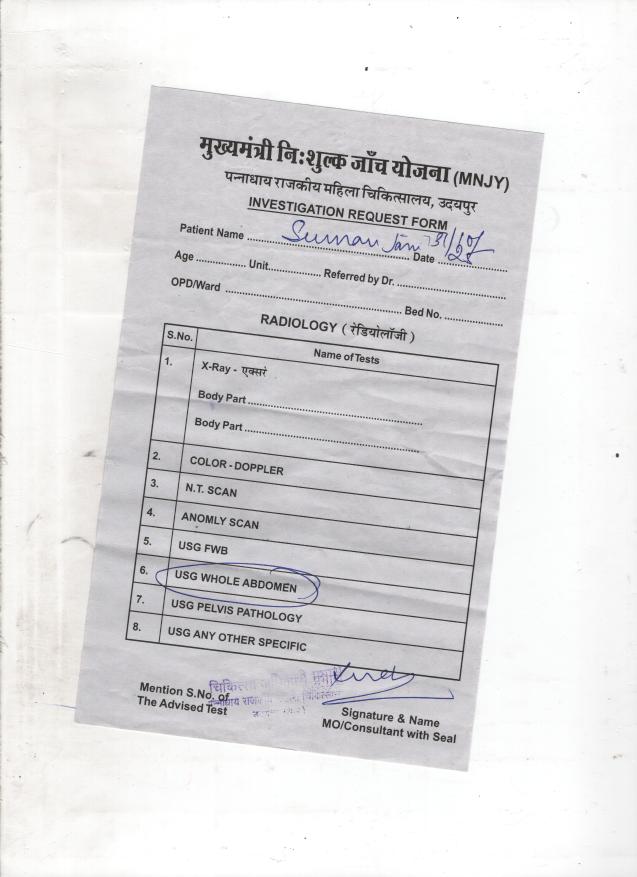 मुख्यमंत्री नि:शुल्क जाँच योजना (MNJY)
पन्नाधाय राजकीय महिला चिकित्सालय, उदयपुर
INVESTIGATION REQUEST FORM
Patient Name Suman Jain Date
Age Unit Referred by Dr.
OPD/Ward Bed No.
RADIOLOGY ( रेडियोलॉजी )
S.No. Name of Tests
1. X-Ray - एक्सरं
Body Part
Body Part
2. COLOR - DOPPLER
3. N.T. SCAN
4. ANOMLY SCAN
5. USG FWB
6. USG WHOLE ABDOMEN
7. USG PELVIS PATHOLOGY
8. USG ANY OTHER SPECIFIC
चिकित्सा
पन्नाधाय
Mention S.No. of
The Advised Test
Signature & Name
MO/Consultant with Seal